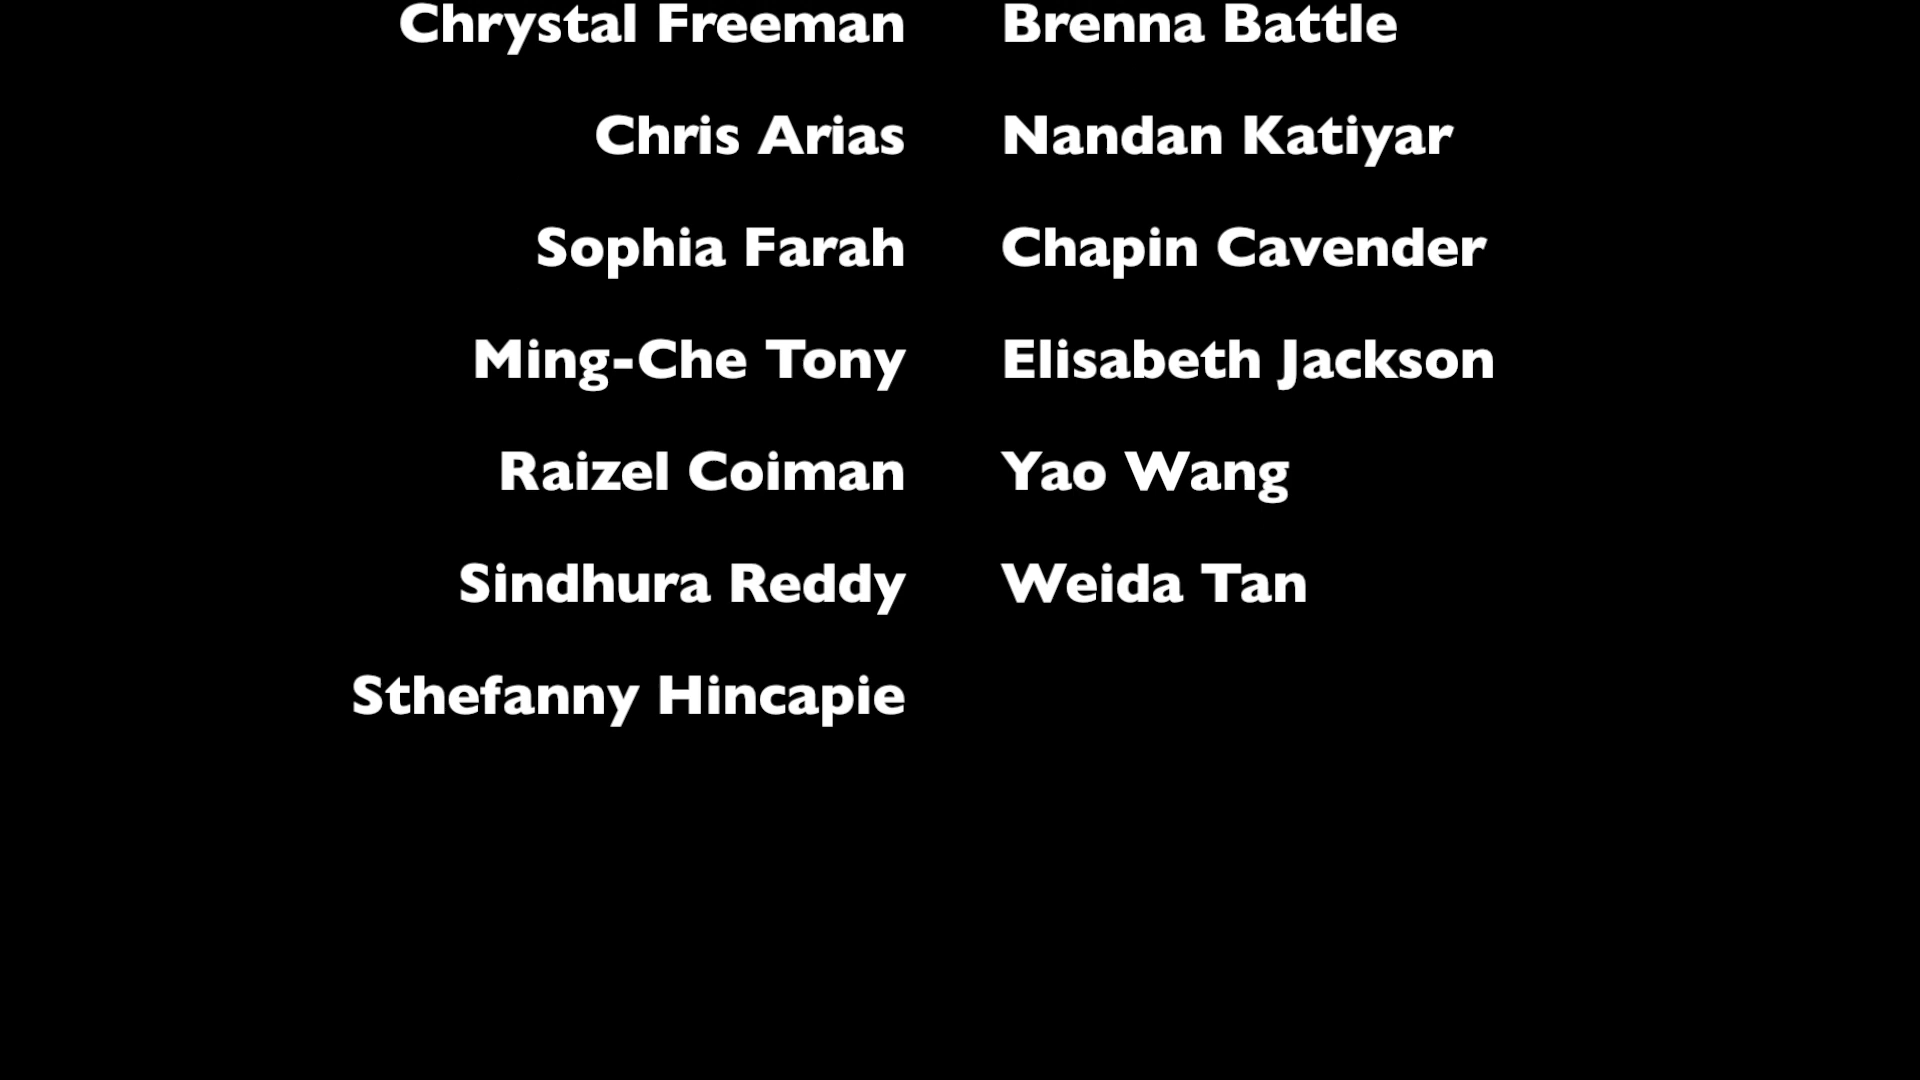 Chrystal Freeman Brenna Battle
Chris Arias Nandan Katiyar
Sophia Farah Chapin Cavender
Ming-Che Tony Elisabeth Jackson
Raizel Coiman Yao Wang
Sindhura Reddy Weida Tan
Sthefanny Hincapie